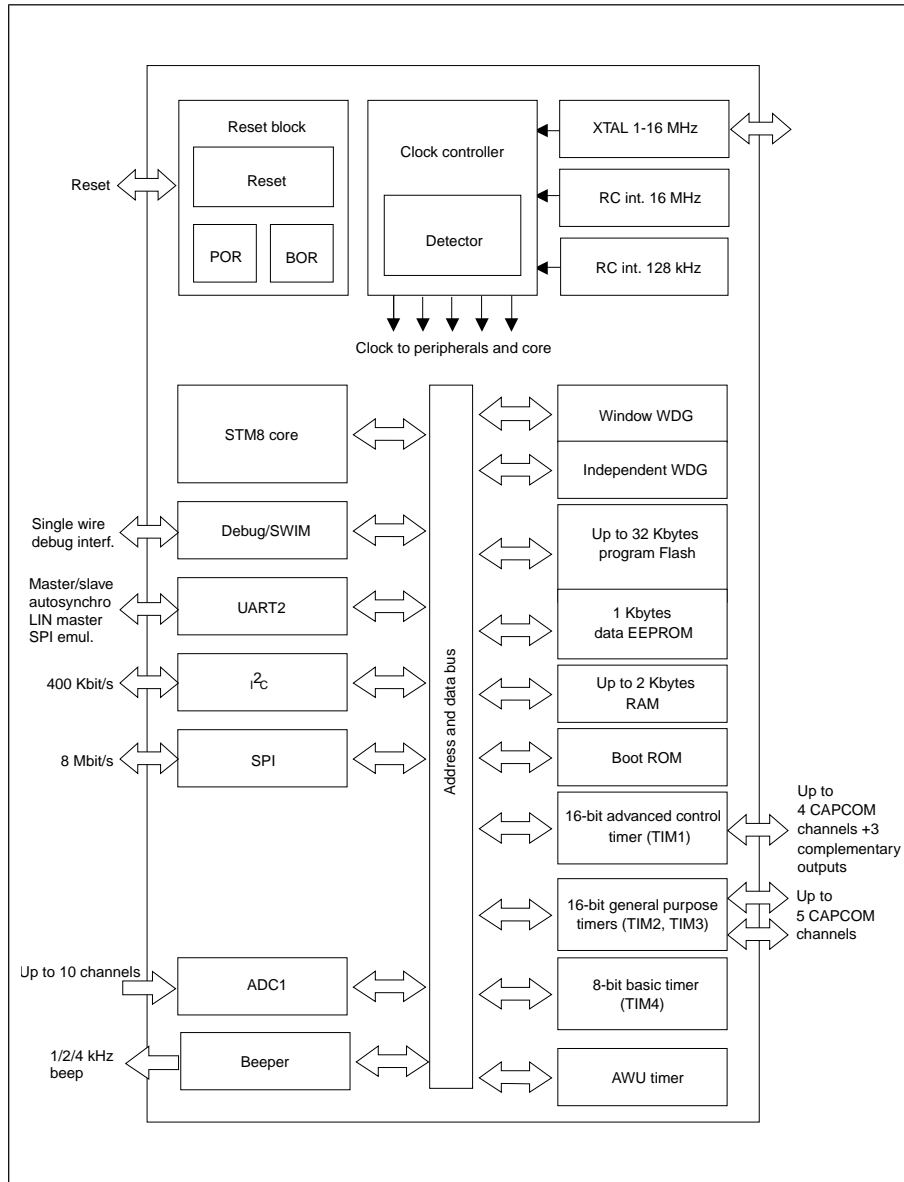 Reset block
Reset
POR
BOR
Reset
Clock controller
Detector
XTAL 1-16 MHz
RC int. 16 MHz
RC int. 128 kHz
Clock to peripherals and core
STM8 core
Debug/SWIM
UART2
I²C
SPI
ADC1
Beeper
Single wire
debug interf.
Master/slave
autosynchro
LIN master
SPI emul.
400 Kbit/s
8 Mbit/s
Up to 10 channels
1/2/4 kHz
beep
Address and data bus
Window WDG
Independent WDG
Up to 32 Kbytes
program Flash
1 Kbytes
data EEPROM
Up to 2 Kbytes
RAM
Boot ROM
16-bit advanced control
timer (TIM1)
16-bit general purpose
timers (TIM2, TIM3)
8-bit basic timer
(TIM4)
AWU timer
Up to
4 CAPCOM
channels +3
complementary
outputs
Up to
5 CAPCOM
channels